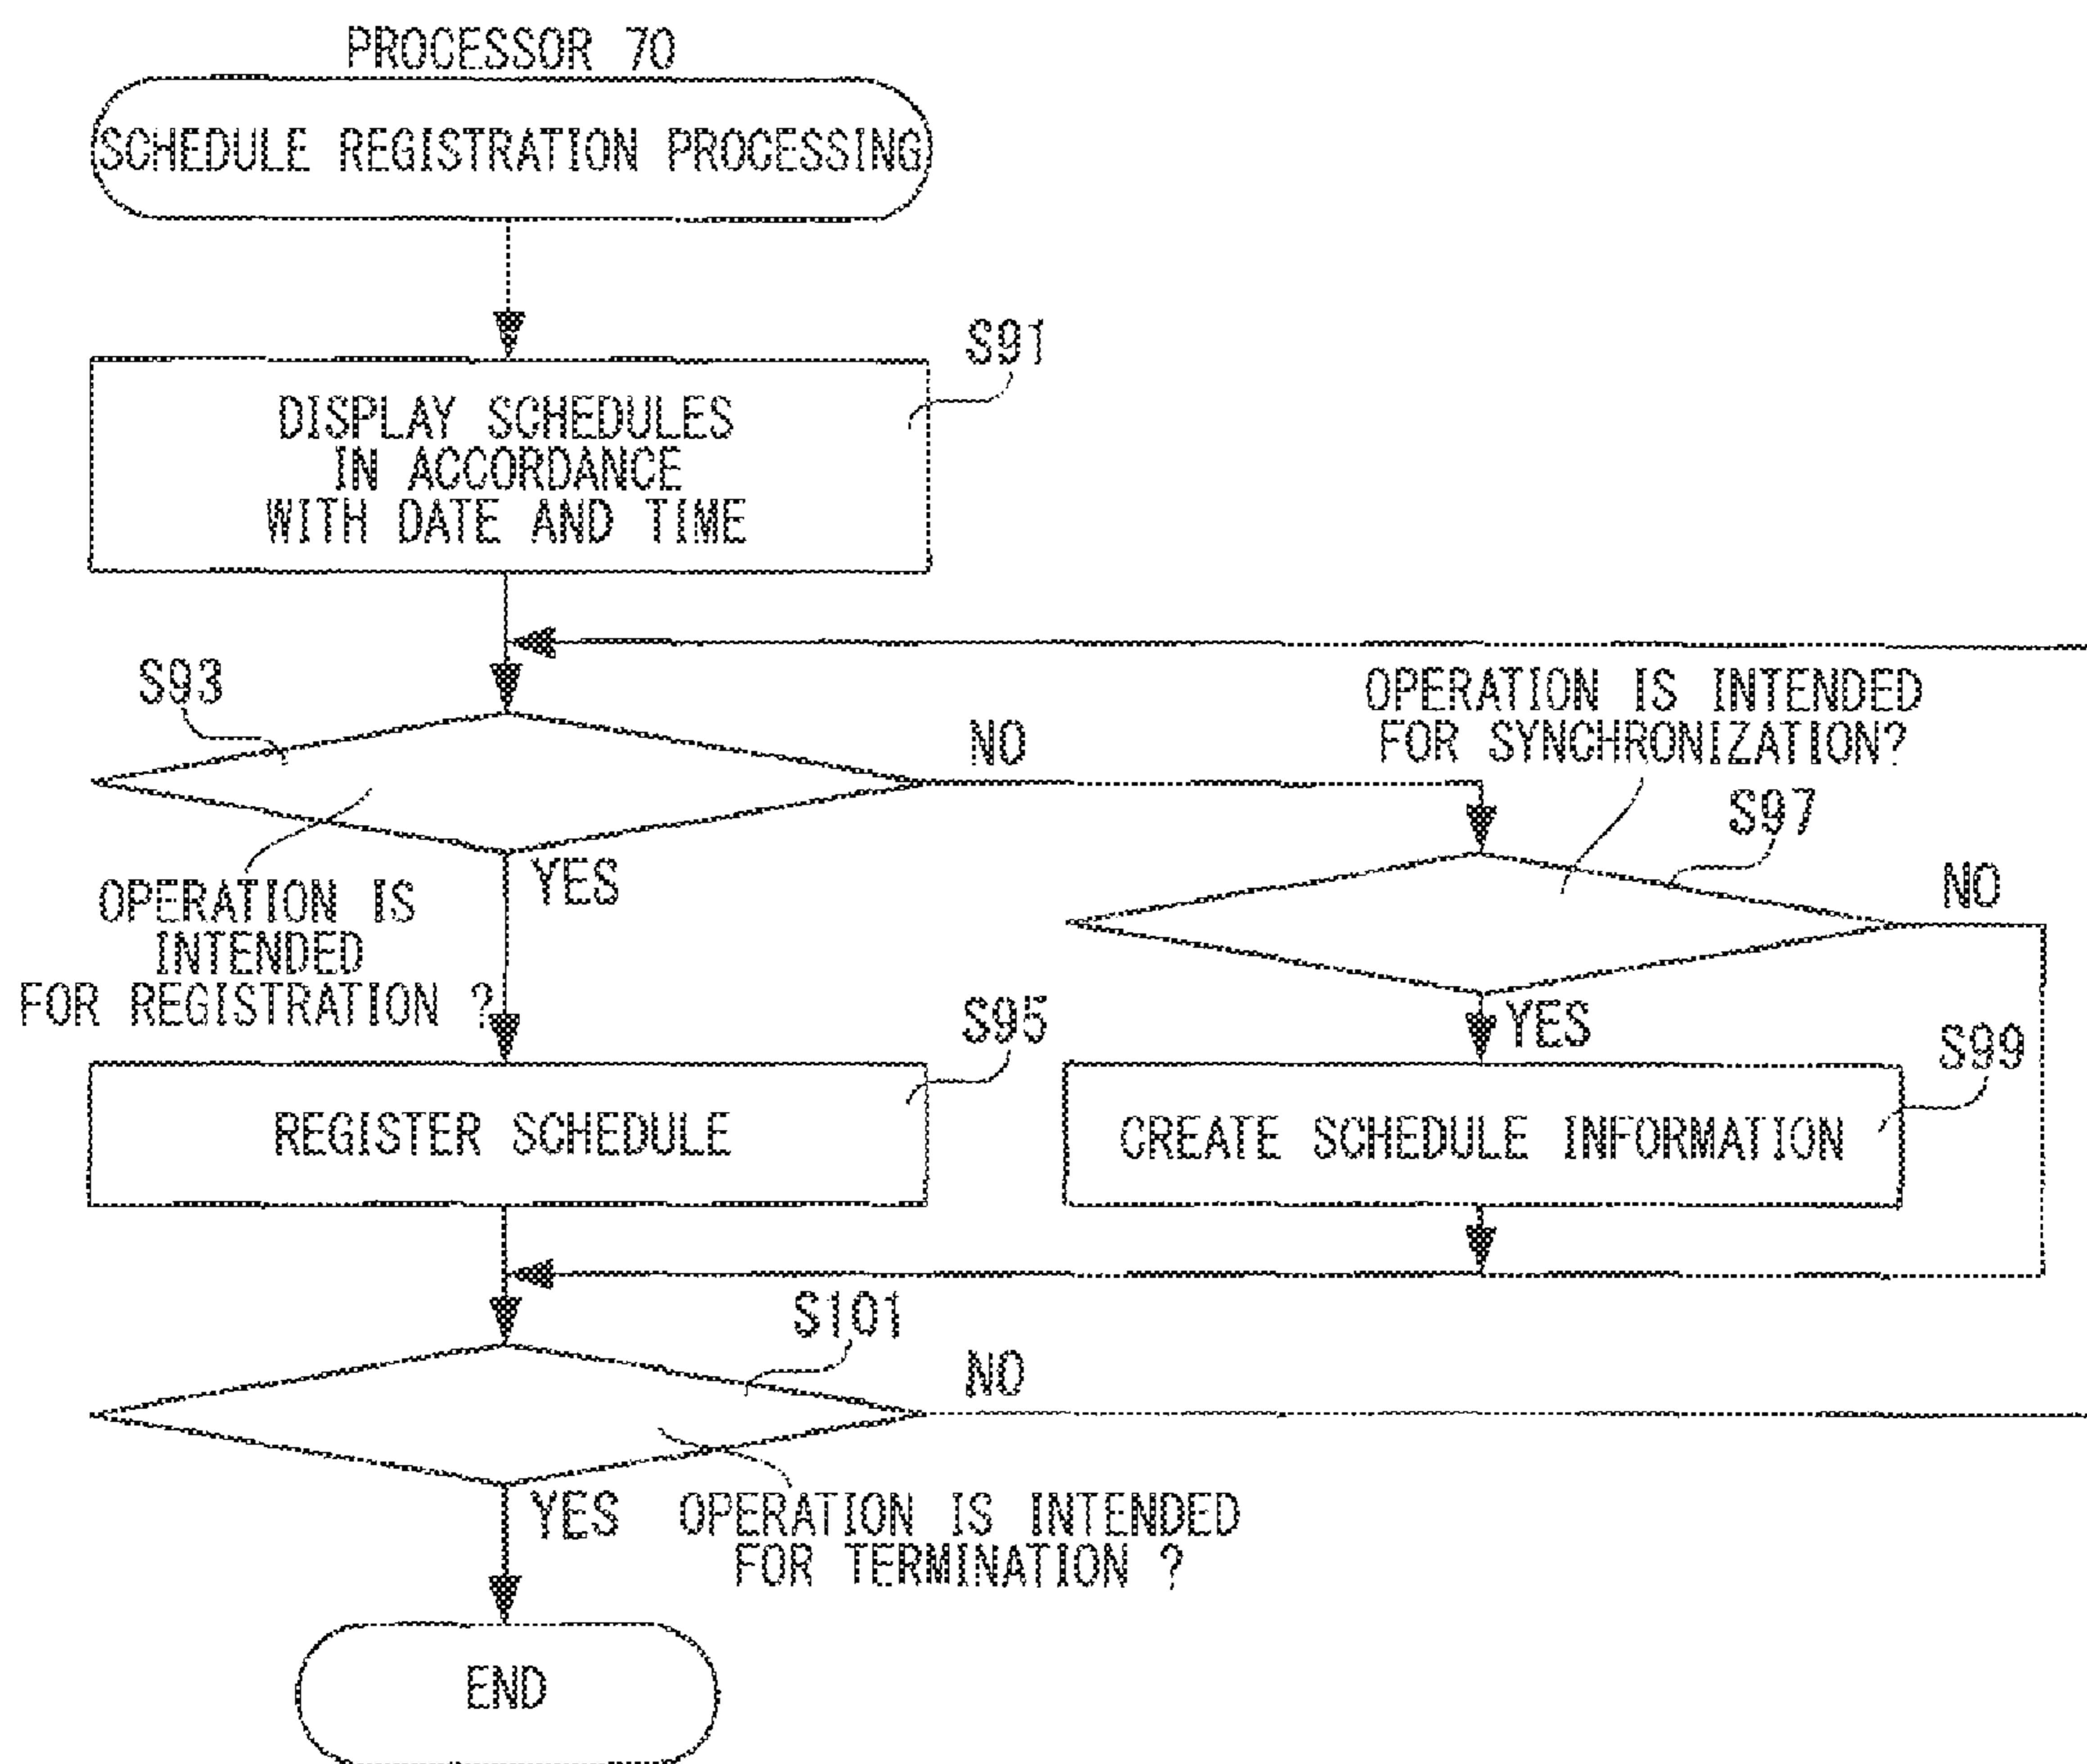 PROCESSOR 70
SCHEDULE REGISTRATION PROCESSING
S91
DISPLAY SCHEDULES
IN ACCORDANCE
WITH DATE AND TIME
S93
NO
OPERATION IS INTENDED
FOR SYNCHRONIZATION?
S97
YES
NO
OPERATION IS
INTENDED
FOR REGISTRATION ?
S95
YES
S99
REGISTER SCHEDULE
CREATE SCHEDULE INFORMATION
S101
NO
YES
OPERATION IS INTENDED
FOR TERMINATION ?
END